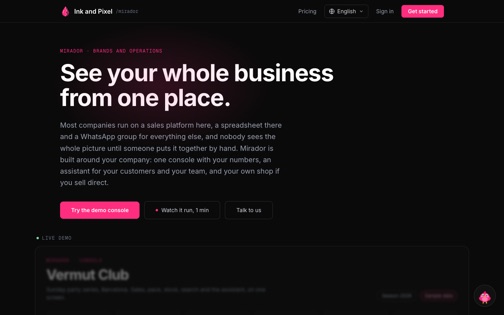 Ink and Pixel /mirador
Pricing
English
Sign in
Get started
MIRADOR · BRANDS AND OPERATIONS
See your whole business
from one place.
Most companies run on a sales platform here, a spreadsheet there
and a WhatsApp group for everything else, and nobody sees the
whole picture until someone puts it together by hand. Mirador is
built around your company: one console with your numbers, an
assistant for your customers and your team, and your own shop if
you sell direct.
Try the demo console
Watch it run, 1 min
Talk to us
LIVE DEMO
Vermut Club